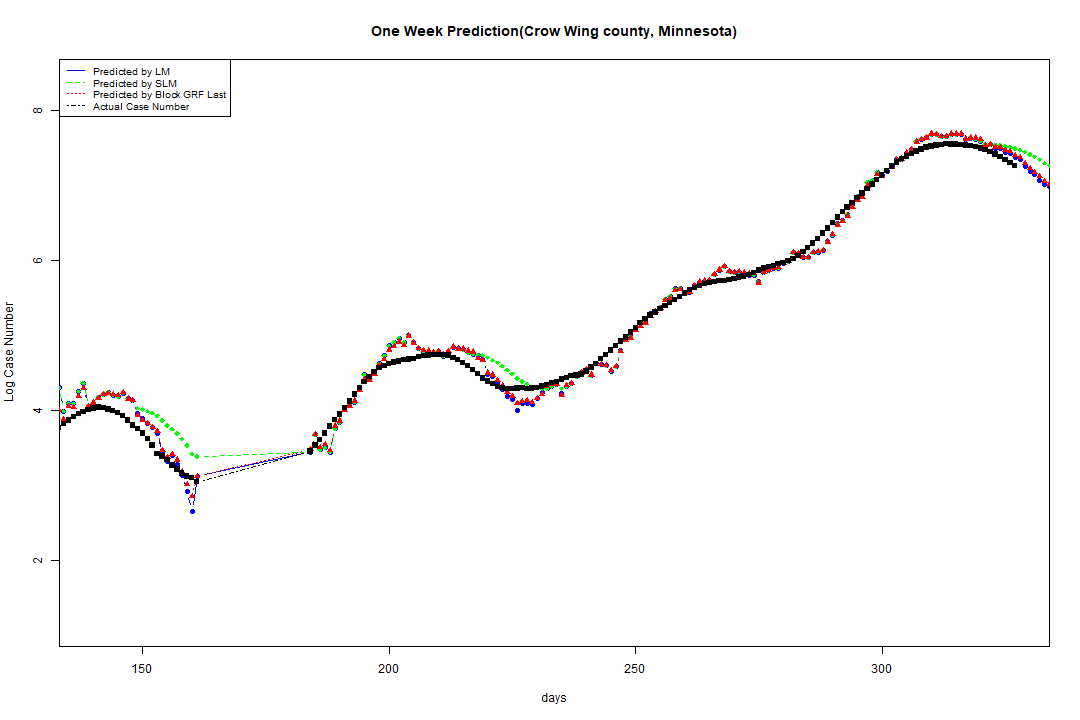 One Week Prediction(Crow Wing county, Minnesota)
Predicted by LM
Predicted by SLM
Predicted by Block GRF Last
Actual Case Number
8
6
4
2
Log Case Number
150 200 250 300
days